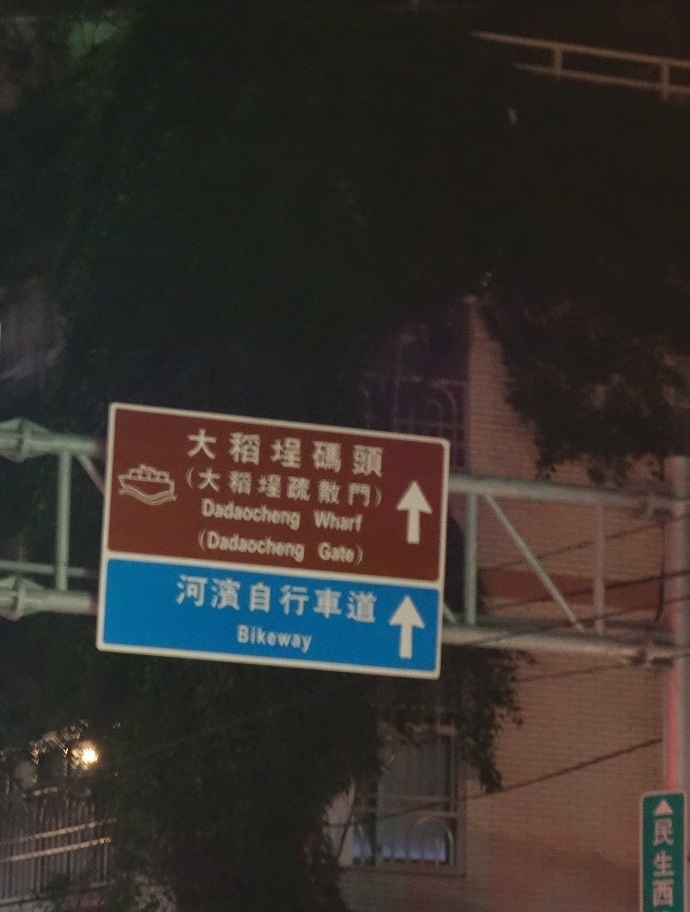 大稻埕碼頭
(大稻埕疏散門)
Dadaocheng Wharf
(Dadaocheng Gate)
河濱自行車道
Bikeway
民生西